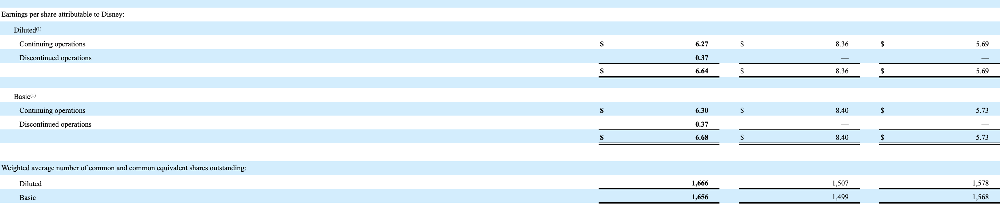 Earnings per share attributable to Disney:
Diluted(1)
Continuing operations $ 6.27 $ 8.36 $ 5.69
Discontinued operations 0.37 — —
$ 6.64 $ 8.36 $ 5.69
Basic(1)
Continuing operations $ 6.30 $ 8.40 $ 5.73
Discontinued operations 0.37 — —
$ 6.68 $ 8.40 $ 5.73
Weighted average number of common and common equivalent shares outstanding:
Diluted 1,666 1,507 1,578
Basic 1,656 1,499 1,568